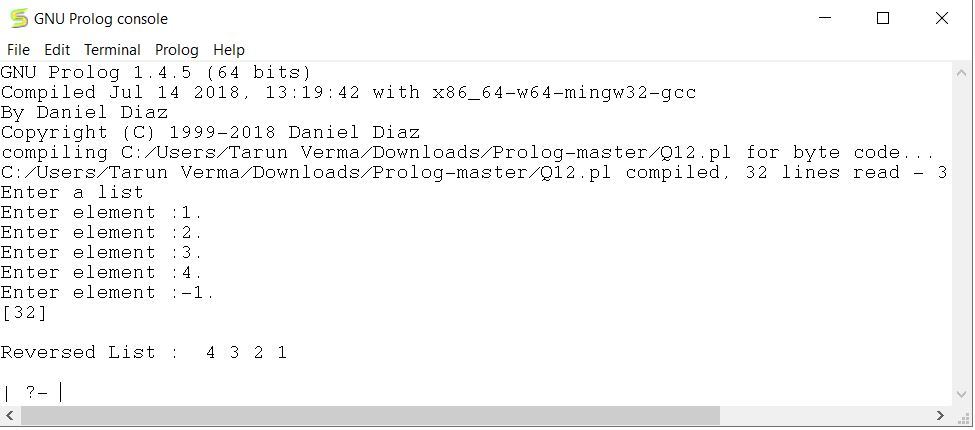 GNU Prolog console
File Edit Terminal Prolog Help
GNU Prolog 1.4.5 (64 bits)
Compiled Jul 14 2018, 13:19:42 with x86_64-w64-mingw32-gcc
By Daniel Diaz
Copyright (C) 1999-2018 Daniel Diaz
compiling C:/Users/Tarun Verma/Downloads/Prolog-master/Q12.pl for byte code...
C:/Users/Tarun Verma/Downloads/Prolog-master/Q12.pl compiled, 32 lines read - 3
Enter a list
Enter element :1.
Enter element :2.
Enter element :3.
Enter element :4.
Enter element :-1.
[32]
Reversed List :  4 3 2 1
| ?-